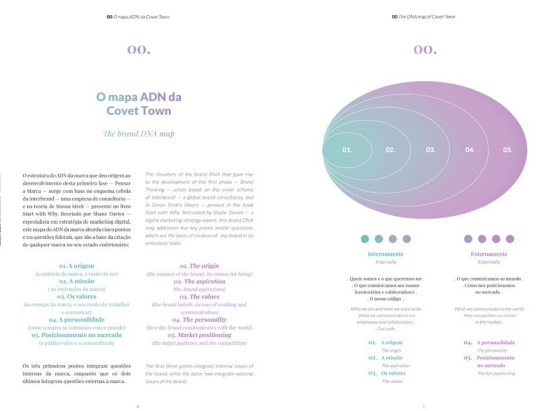 00 O mapa ADN da Covet Town
oo.
O mapa ADN da
Covet Town
The brand DNA map
O estrutura do ADN da marca que deu origem ao
desenvolvimento desta primeira fase — Pensar
a Marca — surge com base no esquema cebola
da Interbrand — uma empresa de consultoria —
e na teoria de Simon Sinek — presente no livro
Start with Why. Recriada por Shane Davies —
especializada em estratégia de marketing digital,
este mapa ADN da marca aborda cinco pontos
e/ou questões fulcrais, que são a base da criação
de qualquer marca no seu estado embrionário:
The structure of the brand DNA that gave rise
to the development of this first phase — Brand
Thinking — arises based on the onion scheme
of Interbrand – a global brand consultancy, and
in Simon Sinek's theory — present in the book
Start with Why. Recreated by Shane Davies — a
digital marketing strategy expert, this brand DNA
map addresses five key points and/or questions,
which are the basis of creation of any brand in its
embryonic state:
01. A origem
(a essência da marca, a razão de ser)
02. A missão
(as aspirações da marca)
03. Os valores
(as crenças da marca, o seu modo de trabalhar
e comunicar)
04. A personalidade
(como a marca se comunica com o mundo)
05. Posicionamento no mercado
(o público-alvo e a concorrência)
01. The origin
(the essence of the brand, its reason for being)
02. The aspiration
(the brand aspirations)
03. The values
(the brand beliefs, its way of working and
communication)
04. The personality
(how the brand communicates with the world)
05. Market positioning
(the target audience and the competition)
Os três primeiros pontos integram questões
internas da marca, enquanto que os dois
últimos integram questões externas à marca.
The first three points integrate internal issues of
the brand, while the latter two integrate external
issues of the brand.
6
00 The DNA map of Covet Town
oo.
01.
02.
03.
04.
05.
Internamente
Internally
. Quem somos e o que queremos ser .
. O que comunicamos aos nossos
funcionários e colaboradores .
. O nosso código .
. Who we are and what we want to be.
. What we communicate to our
employees and collaborators.
. Our code.
01. A origem
The origin
02. A missão
The aspiration
03. Os valores
The values
Externamente
Externally
. O que comunicamos ao mundo .
. Como nos posicionamos
no mercado .
. What we communicate to the world.
. How we position ourselves
in the market.
04. A personalidade
The personality
05. Posicionamento
no mercado
Market positioning
7